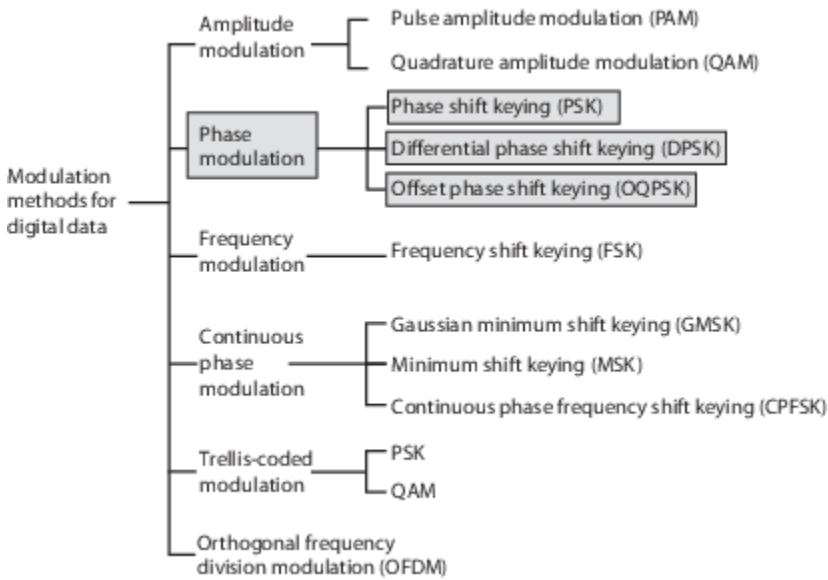 Modulation
methods for
digital data
Amplitude
modulation
Pulse amplitude modulation (PAM)
Quadrature amplitude modulation (QAM)
Phase
modulation
Phase shift keying (PSK)
Differential phase shift keying (DPSK)
Offset phase shift keying (OQPSK)
Frequency
modulation
Frequency shift keying (FSK)
Continuous
phase
modulation
Gaussian minimum shift keying (GMSK)
Minimum shift keying (MSK)
Continuous phase frequency shift keying (CPFSK)
Trellis-coded
modulation
PSK
QAM
Orthogonal frequency
division modulation (OFDM)